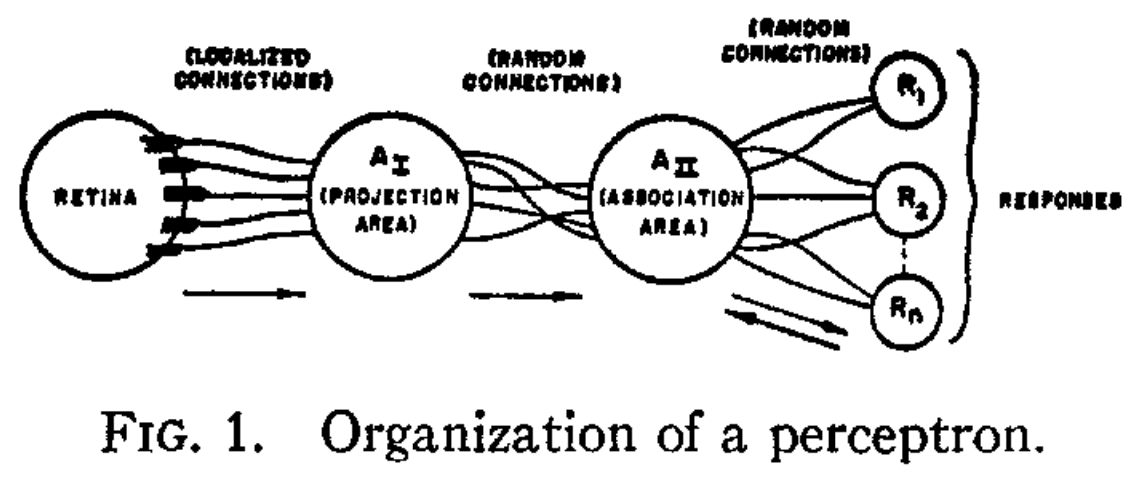 (LOCALIZED
CONNECTIONS)
(RANDOM
CONNECTIONS)
(RANDOM
CONNECTIONS)
RETINA
A I
(PROJECTION
AREA)
A II
(ASSOCIATION
AREA)
R1
R2
Rn
RESPONSES
FIG. 1. Organization of a perceptron.